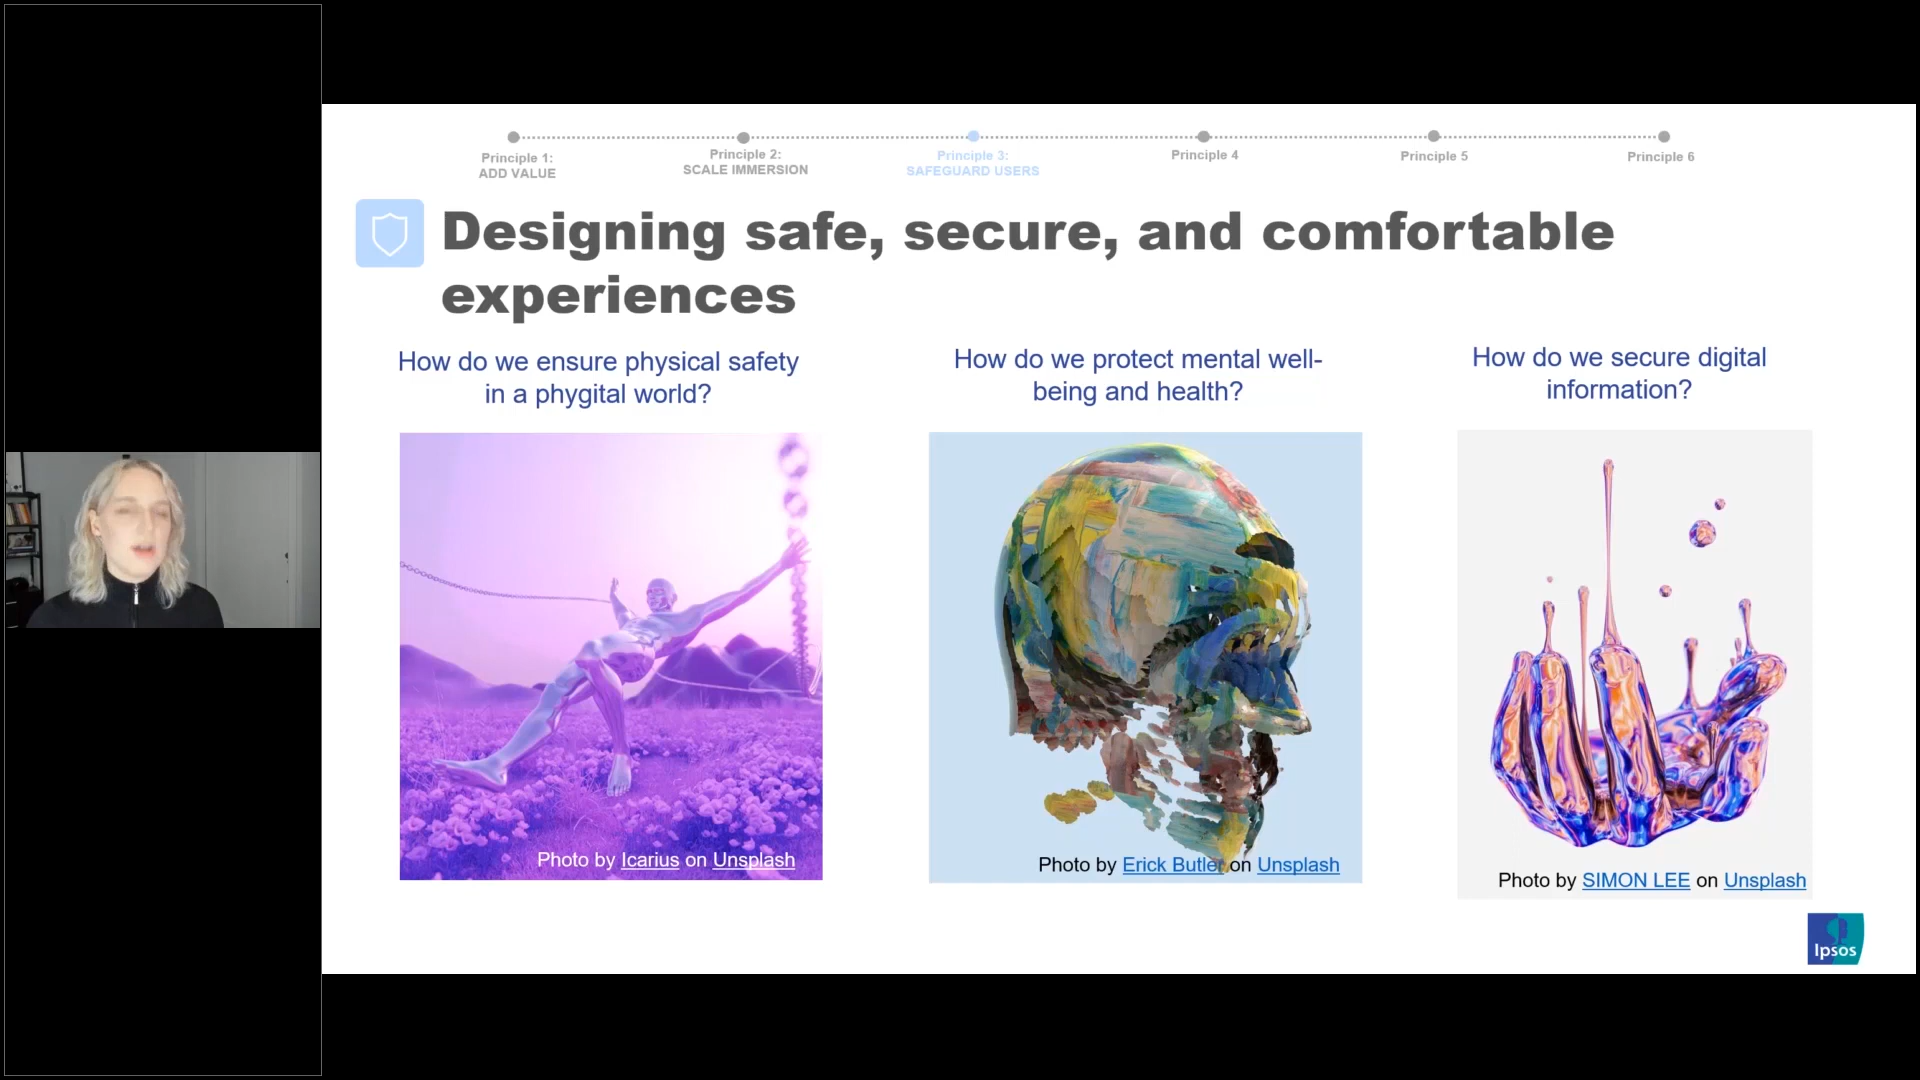 Principle 1:
ADD VALUE
Principle 2:
SCALE IMMERSION
Principle 3:
SAFEGUARD USERS
Principle 4
Principle 5
Principle 6
Designing safe, secure, and comfortable
experiences
How do we ensure physical safety
in a phygital world?
How do we protect mental well-
being and health?
How do we secure digital
information?
Photo by Icarius on Unsplash
Photo by Erick Butler on Unsplash
Photo by SIMON LEE on Unsplash
Ipsos